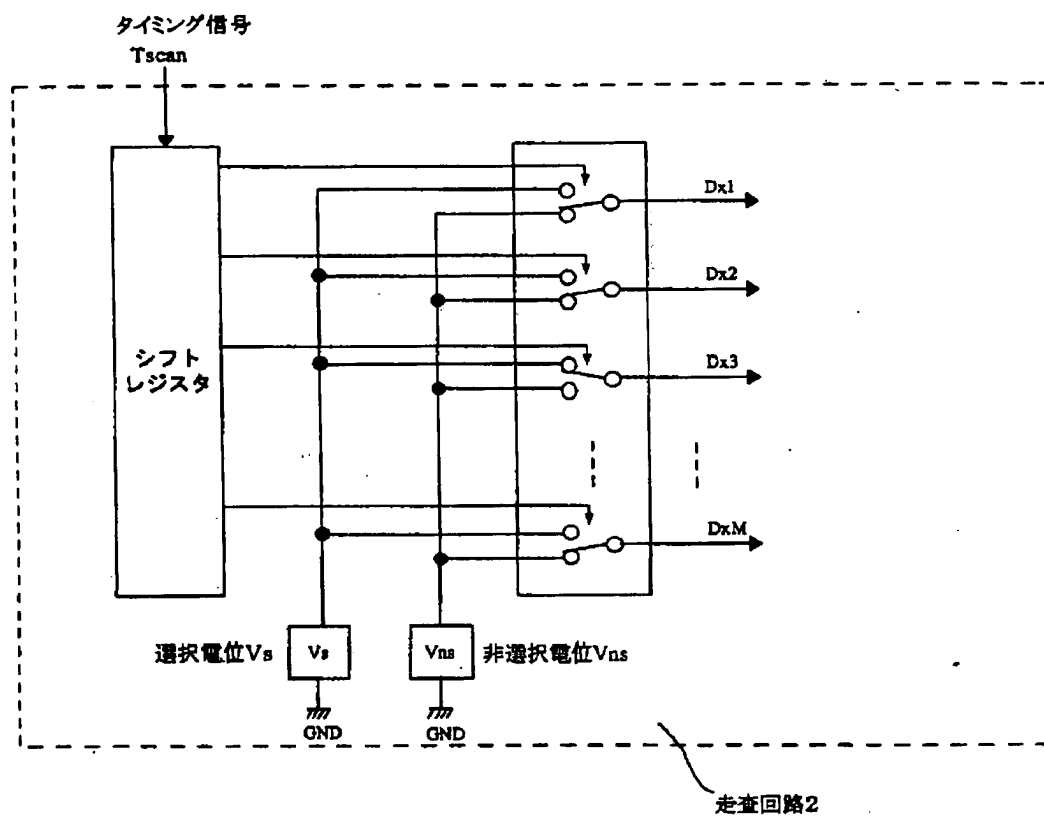 タイミング信号
Tscan
Dx1
Dx2
シフト
レジスタ
Dx3
DxM
選択電位Vs
Vs
Vns
非選択電位Vns
GND
GND
走査回路2